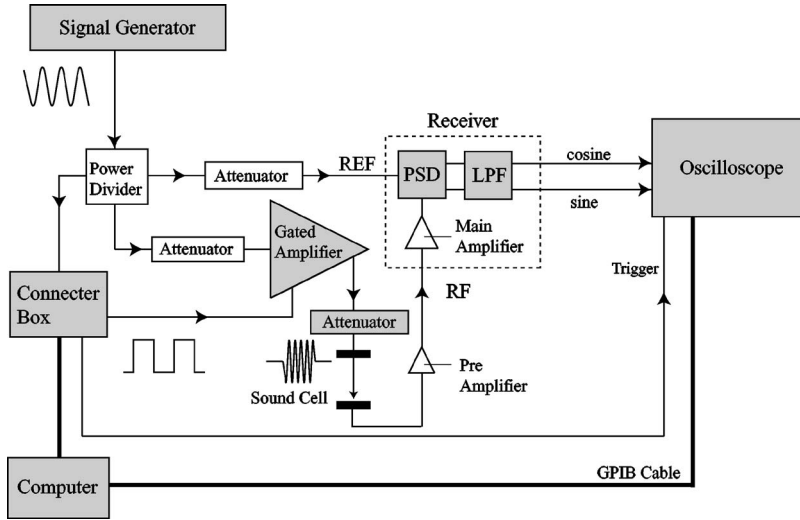 Signal Generator
Receiver
Power
Divider
Attenuator
REF
PSD
LPF
cosine
sine
Oscilloscope
Gated
Amplifier
Attenuator
Main
Amplifier
Connecter
Box
Trigger
RF
Attenuator
Pre
Amplifier
Sound Cell
GPIB Cable
Computer